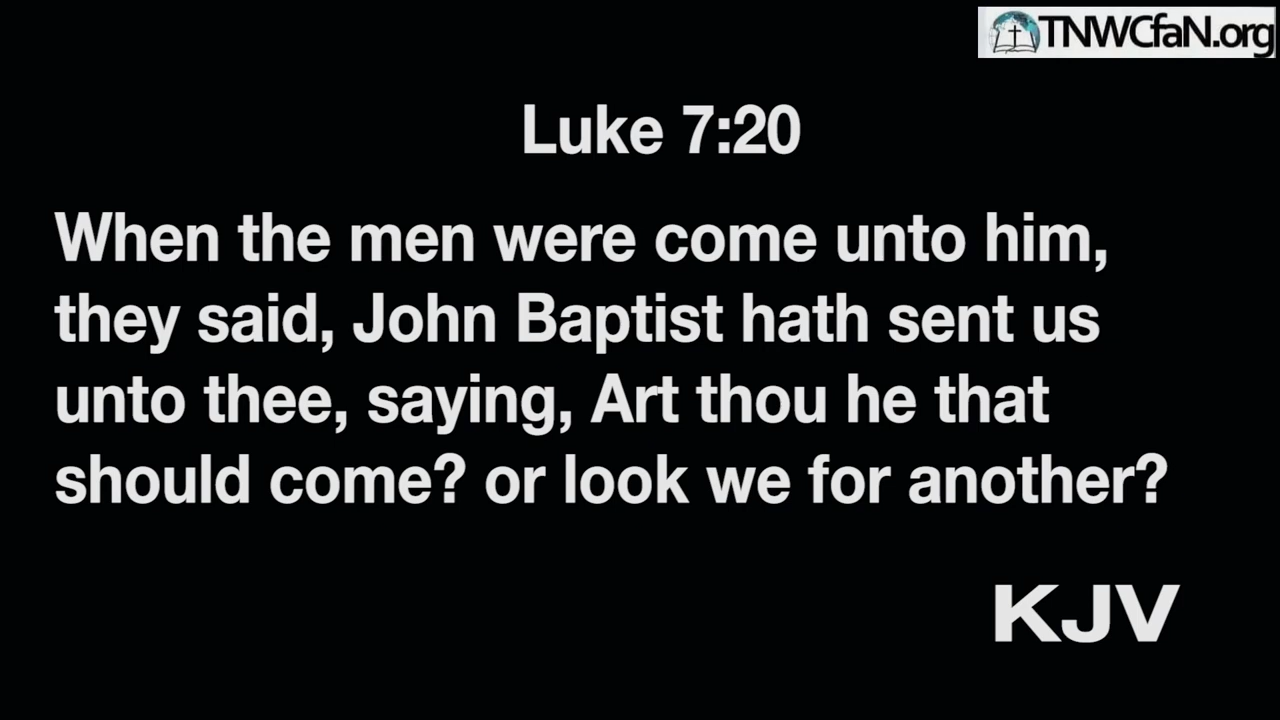 TNWCfaN.org
Luke 7:20
When the men were come unto him,
they said, John Baptist hath sent us
unto thee, saying, Art thou he that
should come? or look we for another?
KJV